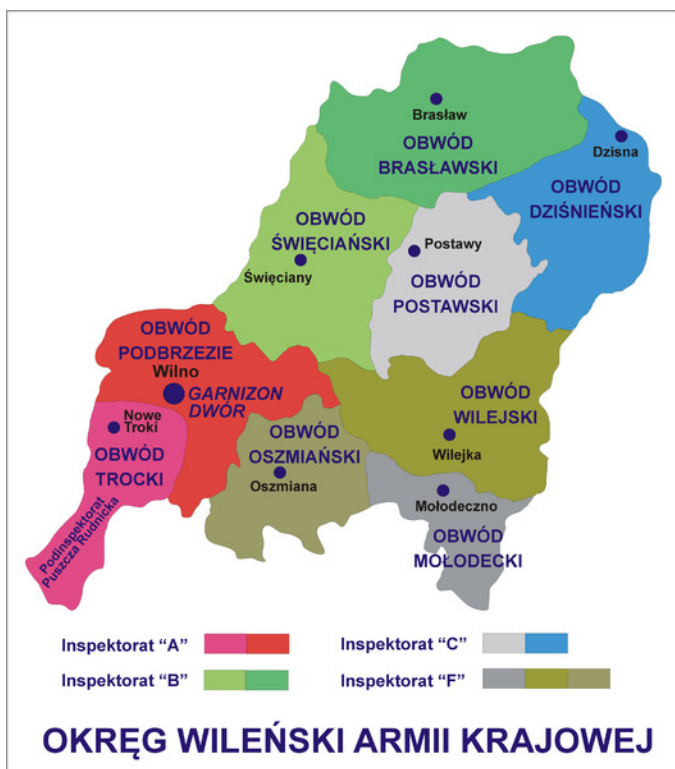 Brasław
OBWÓD
BRASŁAWSKI
Dzisna
OBWÓD
DZIŚNIEŃSKI
OBWÓD
ŚWIĘCIAŃSKI
Święciany
Postawy
OBWÓD
POSTAWSKI
OBWÓD
PODBRZEZIE
Wilno
GARNIZON
DWÓR
Nowe
Troki
OBWÓD
TROCKI
Podinspektorat
Puszcza Rudnicka
OBWÓD
OSZMIAŃSKI
Oszmiana
OBWÓD
WILEJSKI
Wilejka
Mołodeczno
OBWÓD
MOŁODECKI
Inspektorat “A”
Inspektorat “B”
Inspektorat “C”
Inspektorat “F”
OKRĘG WILEŃSKI ARMII KRAJOWEJ